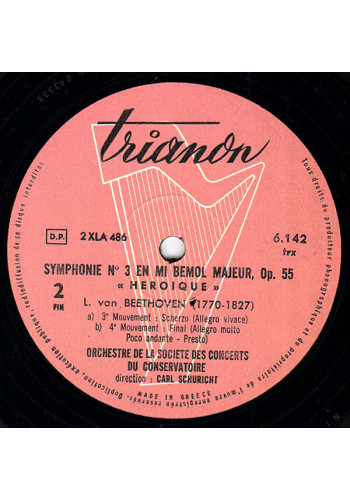 trianon
D.P.
2 XLA 486
6.142
trx
SYMPHONIE N° 3 EN MI BEMOL MAJEUR, Op. 55
« HEROIQUE »
2
FIN
L. van BEETHOVEN (1770-1827)
a) 3e Mouvement : Scherzo (Allegro vivace)
b) 4e Mouvement : Final (Allegro molto
Poco andante - Presto)
ORCHESTRE DE LA SOCIETE DES CONCERTS
DU CONSERVATOIRE
direction : CARL SCHURICHT
MADE IN GREECE
Tous droits du producteur phonographique et du propriétaire de l'œuvre enregistrée réservés.
exécution publique et radiodiffusion de ce disque interdites